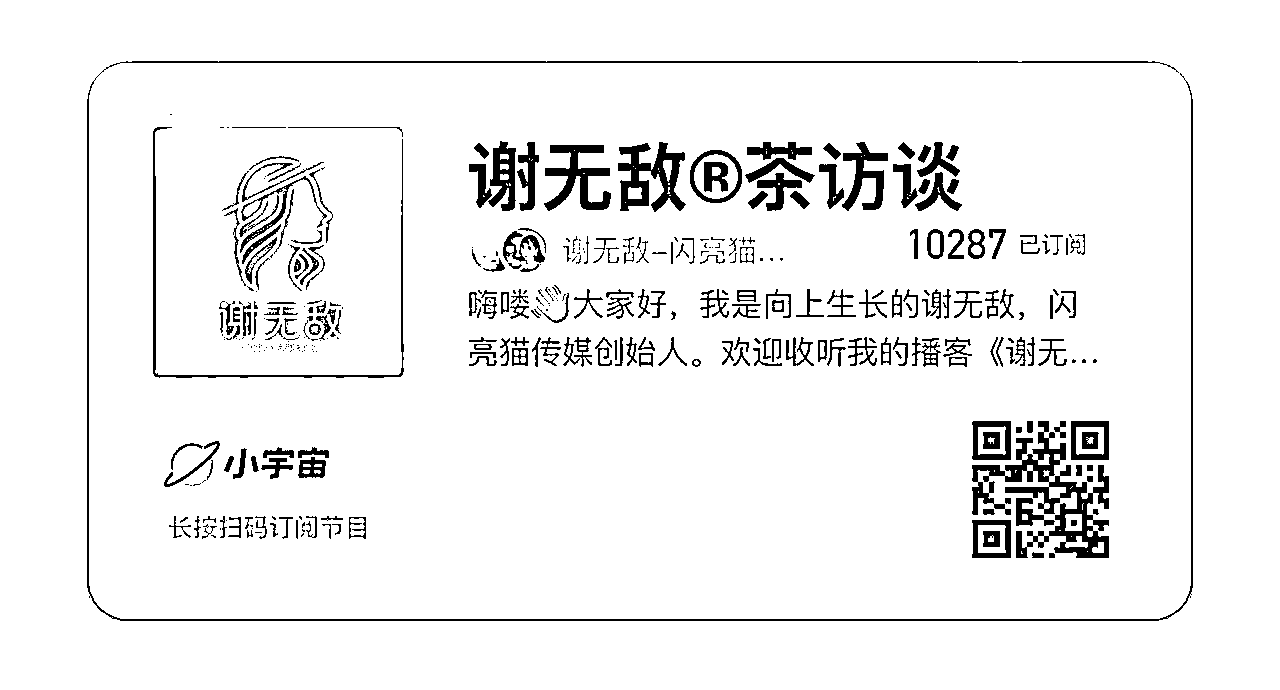 谢无敌®茶访谈
谢无敌-闪亮猫...
10287 已订阅
嗨喽👋大家好，我是向上生长的谢无敌，闪
亮猫传媒创始人。欢迎收听我的播客《谢无...
谢无敌
小宇宙
长按扫码订阅节目